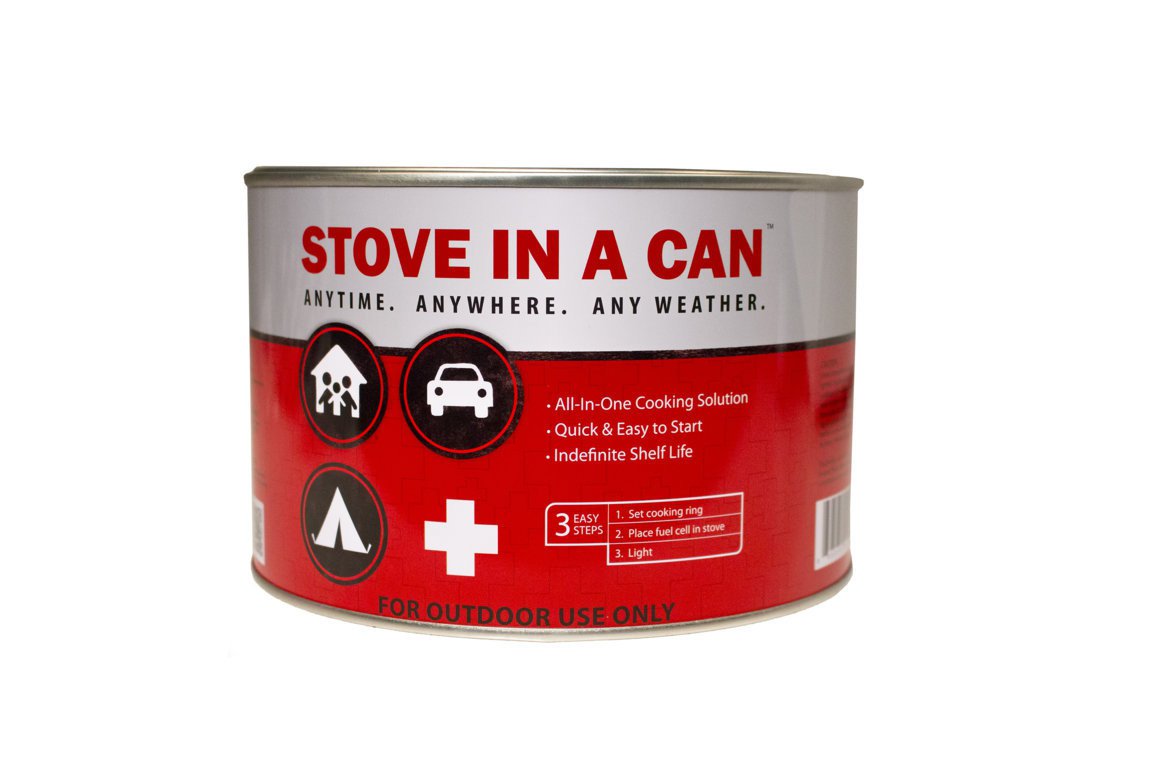 STOVE IN A CAN™
ANYTIME. ANYWHERE. ANY WEATHER.
• All-In-One Cooking Solution
• Quick & Easy to Start
• Indefinite Shelf Life
3 EASY STEPS
1. Set cooking ring
2. Place fuel cell in stove
3. Light
FOR OUTDOOR USE ONLY